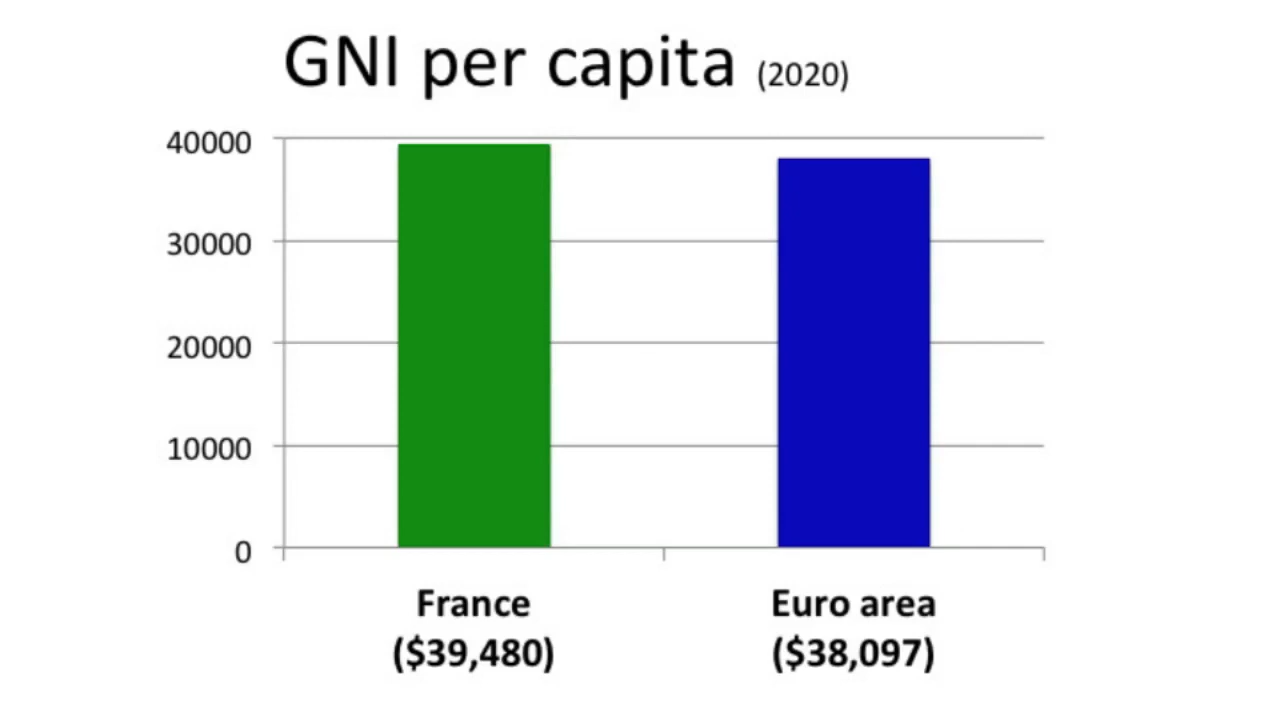 GNI per capita (2020)
40000
30000
20000
10000
0
France
($39,480)
Euro area
($38,097)